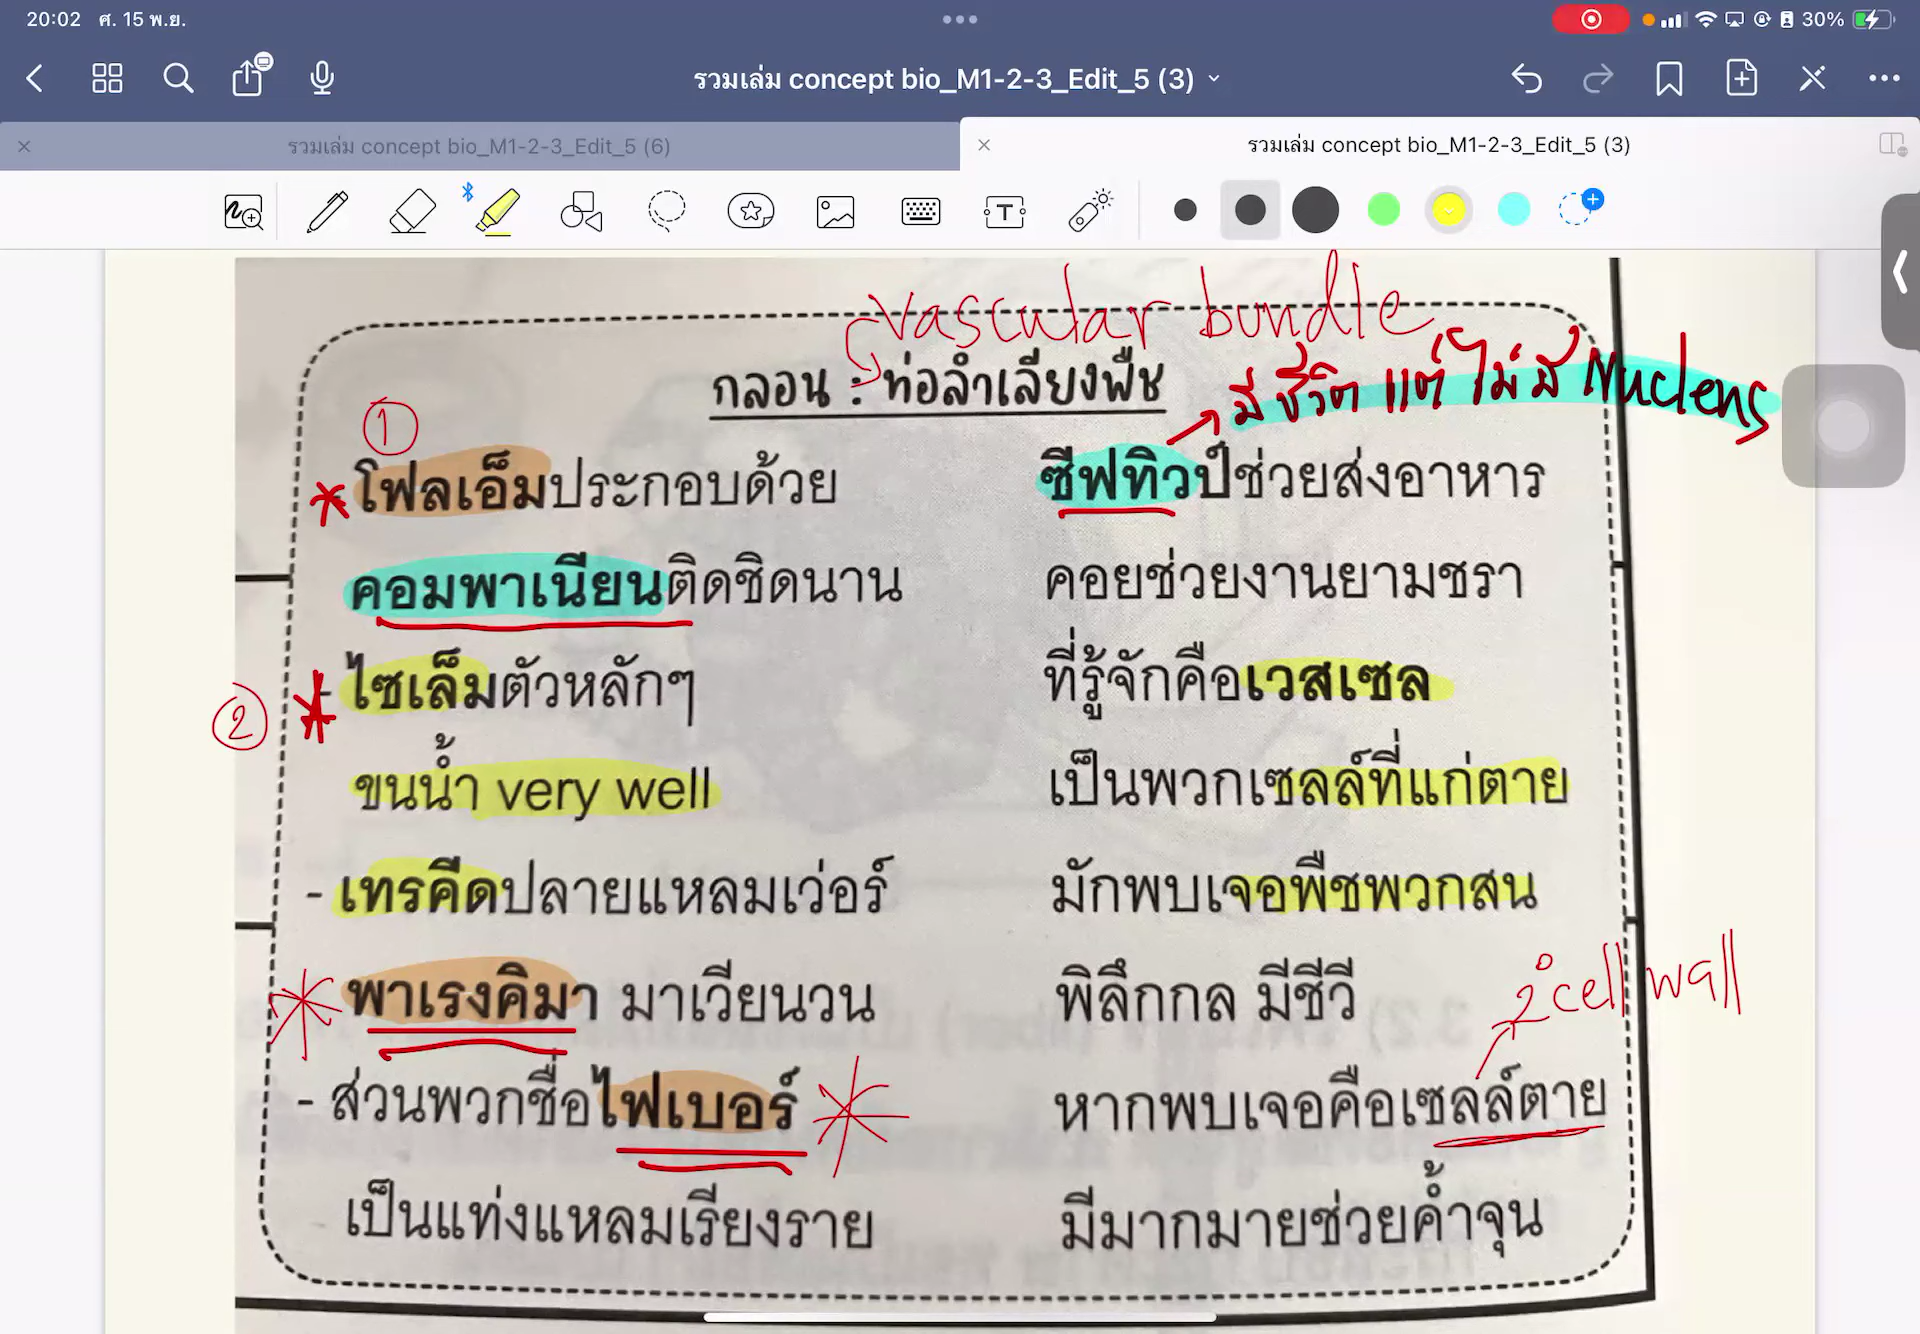 20:02 ศ. 15 พ.ย.
30%
รวมเล่ม concept bio_M1-2-3_Edit_5 (3)
รวมเล่ม concept bio_M1-2-3_Edit_5 (6)
รวมเล่ม concept bio_M1-2-3_Edit_5 (3)
vascular bundle
กลอน : ท่อลำเลียงพืช
มีชีวิต แต่ ไม่มี Nucleus
1
โฟลเอ็มประกอบด้วย ซีฟทิวป์ช่วยส่งอาหาร
คอมพาเนียนติดชิดนาน คอยช่วยงานยามชรา
2
- ไซเล็มตัวหลักๆ ที่รู้จักคือเวสเซล
ขนน้ำ very well เป็นพวกเซลล์ที่แก่ตาย
- เทรคีดปลายแหลมเว่อร์ มักพบเจอพืชพวกสน
2° cell wall
พาเรงคิมา มาเวียนวน พิลึกกล มีชีวี
- ส่วนพวกชื่อไฟเบอร์ หากพบเจอคือเซลล์ตาย
เป็นแท่งแหลมเรียงราย มีมากมายช่วยค้ำจุน